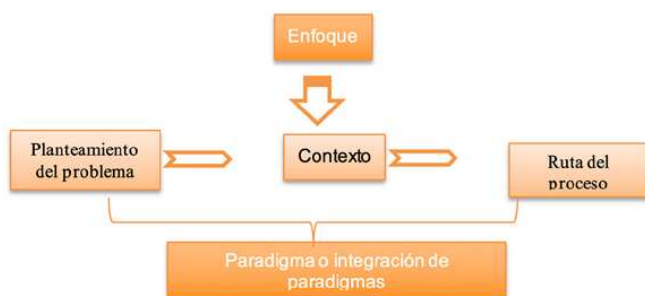 Enfoque
Planteamiento
del problema
Contexto
Ruta del
proceso
Paradigma o integración de
paradigmas